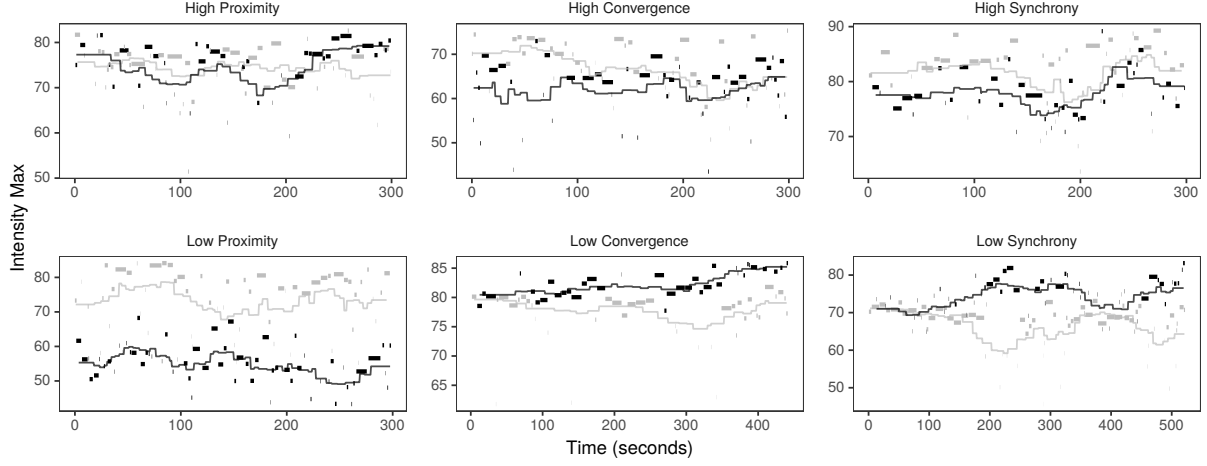 High Proximity
High Convergence
High Synchrony
80
70
60
50
0 100 200 300
70
60
50
0 100 200 300
90
80
70
0 100 200 300
Intensity Max
Low Proximity
Low Convergence
Low Synchrony
80
70
60
50
0 100 200 300
85
80
75
70
65
0 100 200 300 400
80
70
60
50
0 100 200 300 400 500
Time (seconds)